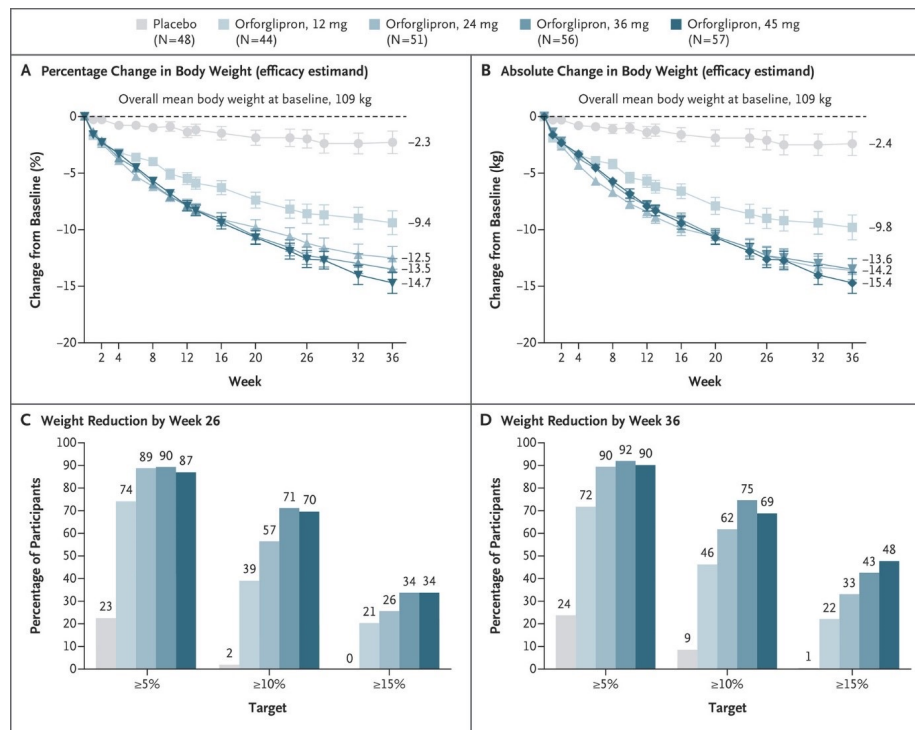 Placebo Orforglipron, 12 mg Orforglipron, 24 mg Orforglipron, 36 mg Orforglipron, 45 mg
(N=48) (N=44) (N=51) (N=56) (N=57)
A Percentage Change in Body Weight (efficacy estimand)
Overall mean body weight at baseline, 109 kg
Change from Baseline (%)
0
−5
−10
−15
−20
−2.3
−9.4
−12.5
−13.5
−14.7
2 4 8 12 16 20 26 32 36
Week
B Absolute Change in Body Weight (efficacy estimand)
Overall mean body weight at baseline, 109 kg
Change from Baseline (kg)
0
−5
−10
−15
−20
−2.4
−9.8
−13.6
−14.2
−15.4
2 4 8 12 16 20 26 32 36
Week
C Weight Reduction by Week 26
Percentage of Participants
100
90
80
70
60
50
40
30
20
10
0
23 74 89 90 87
2 39 57 71 70
0 21 26 34 34
≥5% ≥10% ≥15%
Target
D Weight Reduction by Week 36
Percentage of Participants
100
90
80
70
60
50
40
30
20
10
0
24 72 90 92 90
9 46 62 75 69
1 22 33 43 48
≥5% ≥10% ≥15%
Target